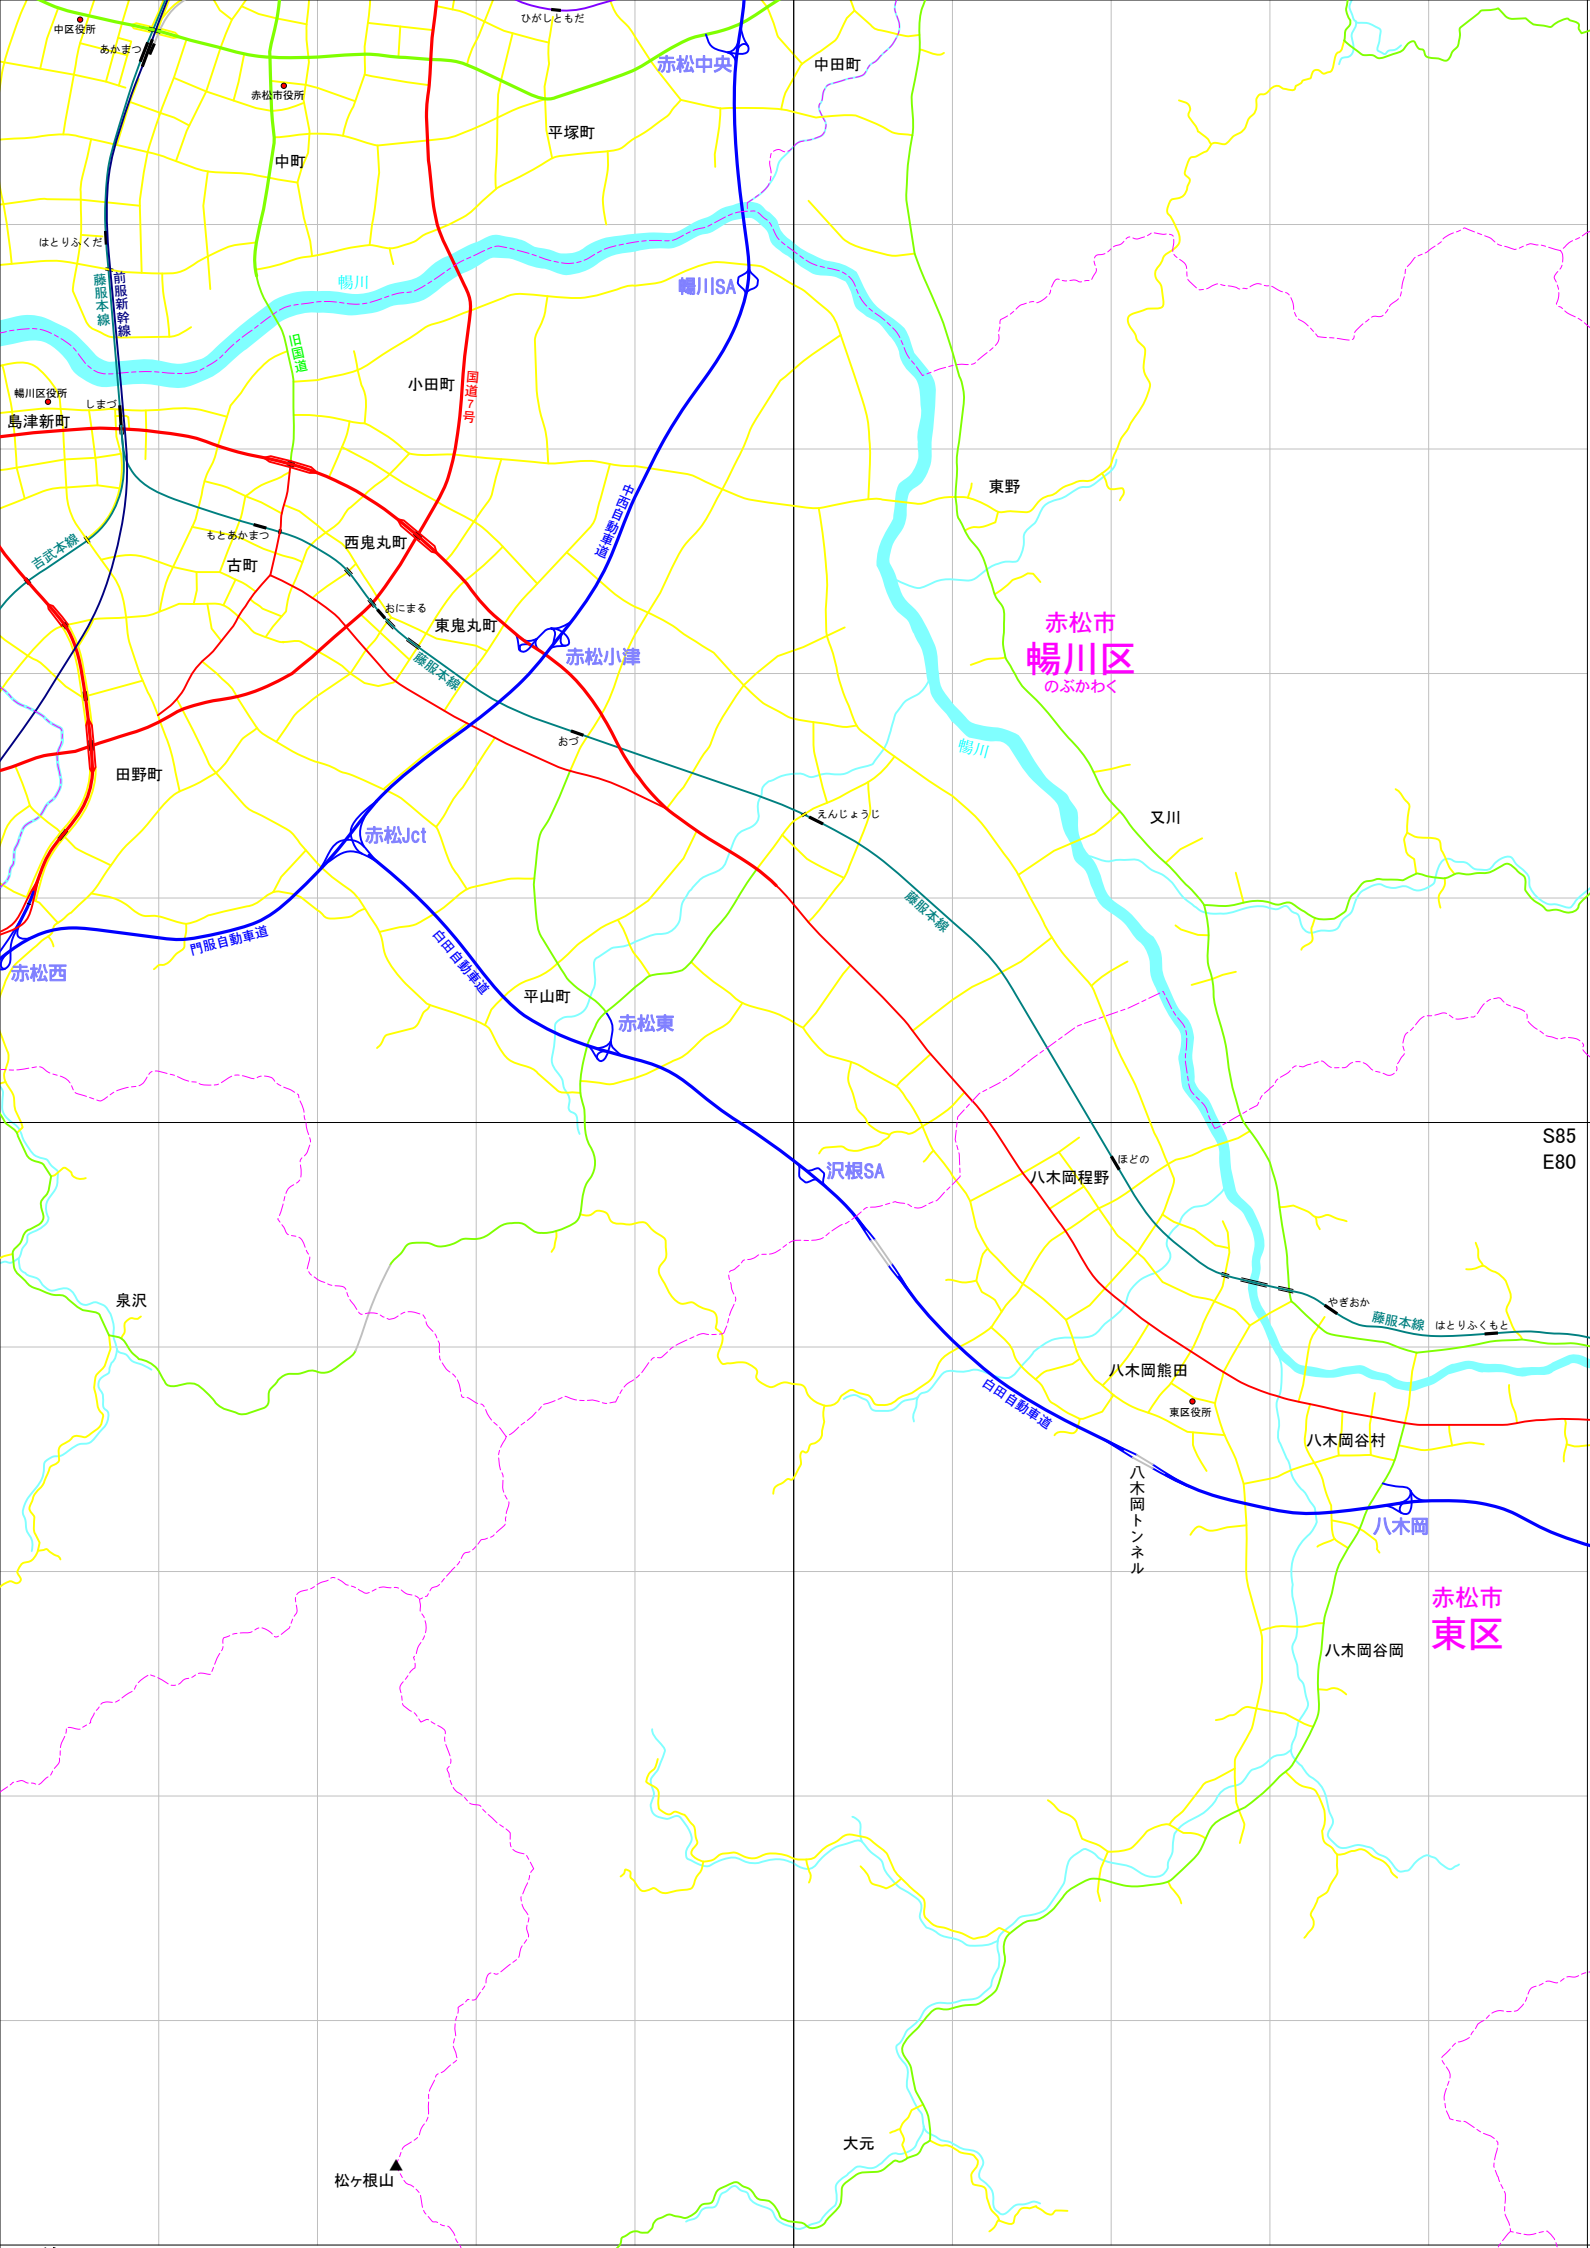 中区役所
あかまつ
ひがしともだ
赤松中央
中田町
赤松市役所
平塚町
中町
はとりふくだ
藤服本線
前服新幹線
暢川
暢川SA
旧国道
小田町
国道7号
暢川区役所
しまづ
島津新町
東野
中西自動車道
もとあかまつ
西鬼丸町
吉武本線
古町
おにまる
東鬼丸町
藤服本線
赤松小津
赤松市
暢川区
のぶかわく
おづ
暢川
田野町
えんじょうじ
又川
赤松Jct
藤服本線
門服自動車道
白田自動車道
赤松西
平山町
赤松東
S85
E80
沢根SA
八木岡程野
ほどの
泉沢
やぎおか
藤服本線
はとりふくもと
八木岡熊田
白田自動車道
東区役所
八木岡谷村
八木岡トンネル
八木岡
赤松市
東区
八木岡谷岡
大元
松ヶ根山